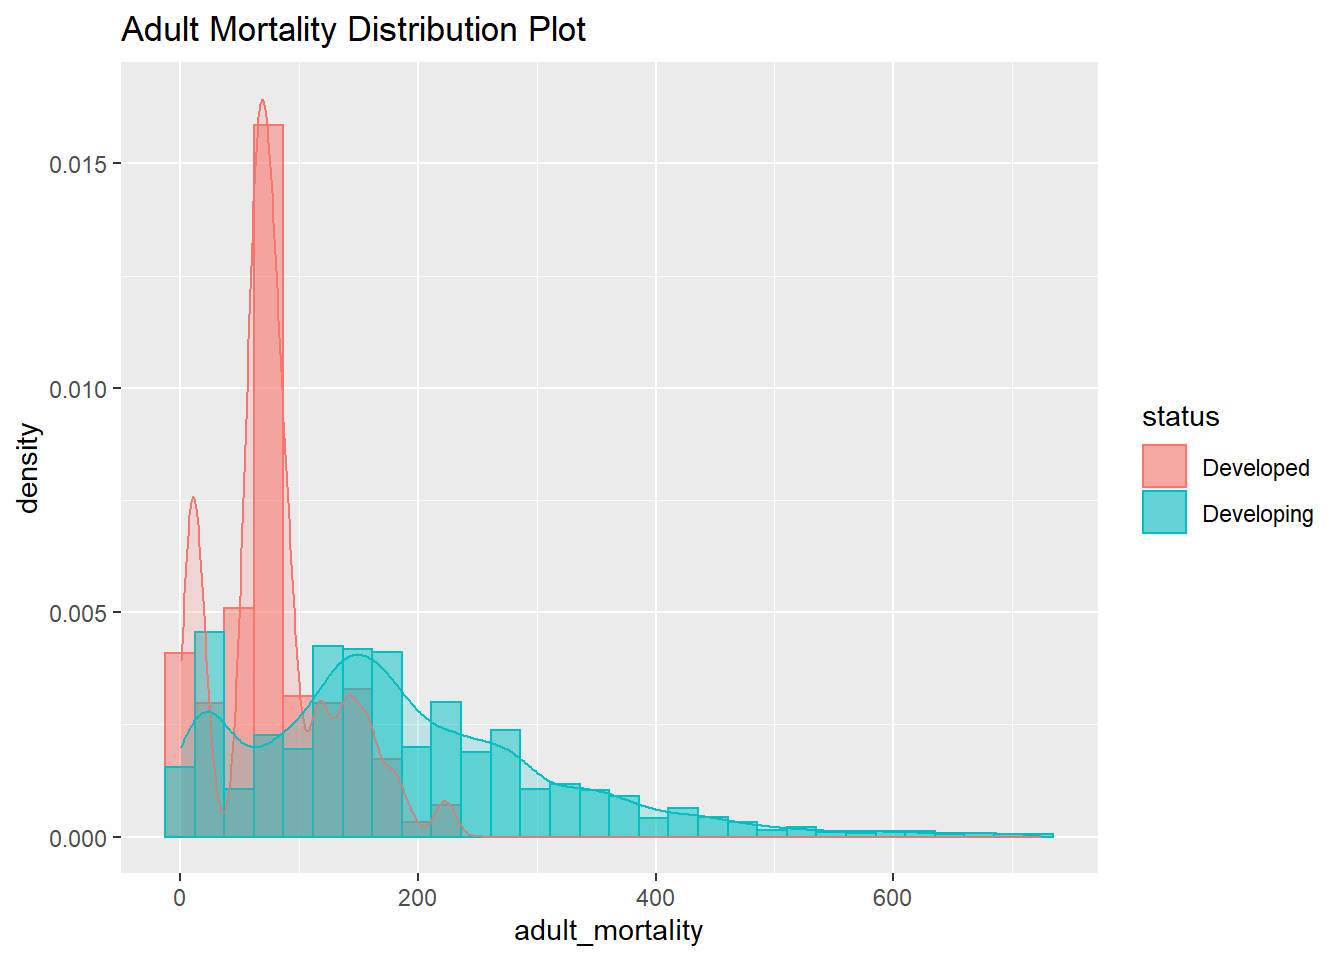 Adult Mortality Distribution Plot
0.015
0.010
0.005
0.000
density
0
200
400
600
adult_mortality
status
Developed
Developing